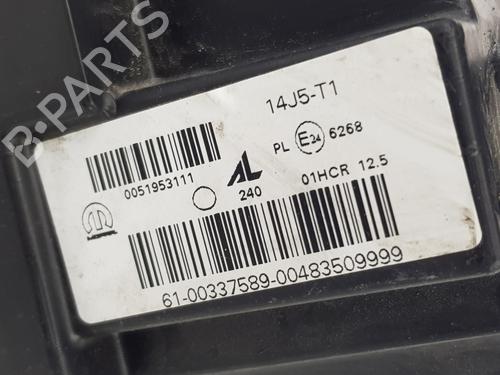 B-PARTS
14J5-T1
PL E24 6268
0051953111
AL
240
01HCR 12.5
61-00337589-00483509999